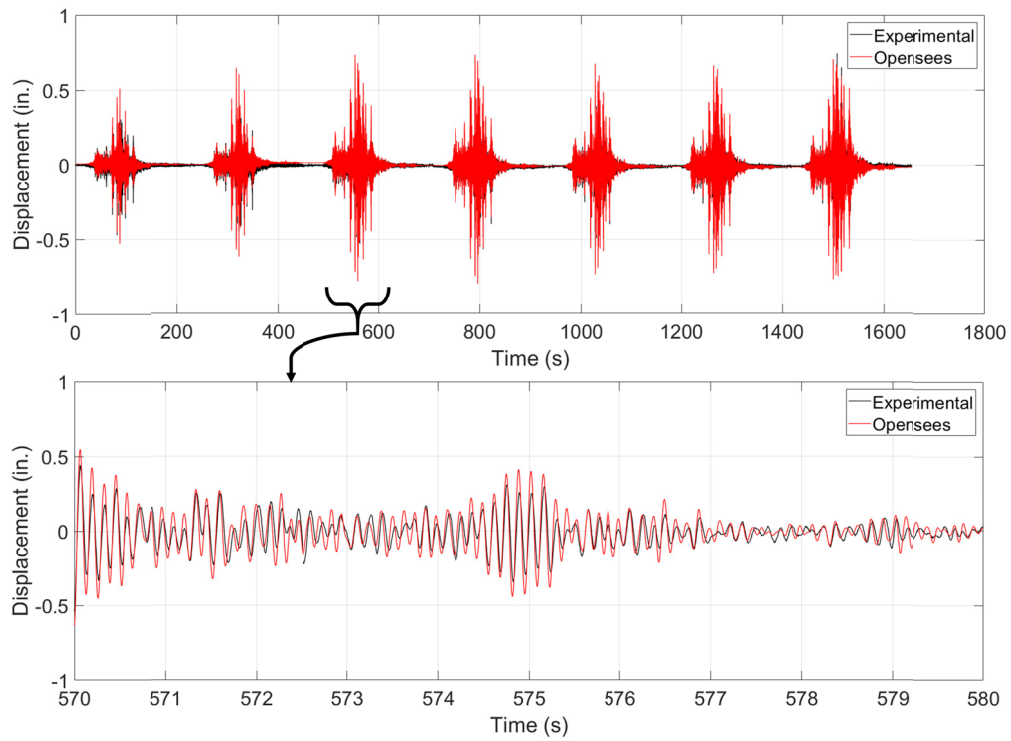 1
0.5
0
-0.5
-1
Displacement (in.)
Experimental
Opensees
0 200 400 600 800 1000 1200 1400 1600 1800
Time (s)
1
0.5
0
-0.5
-1
Displacement (in.)
Experimental
Opensees
570 571 572 573 574 575 576 577 578 579 580
Time (s)